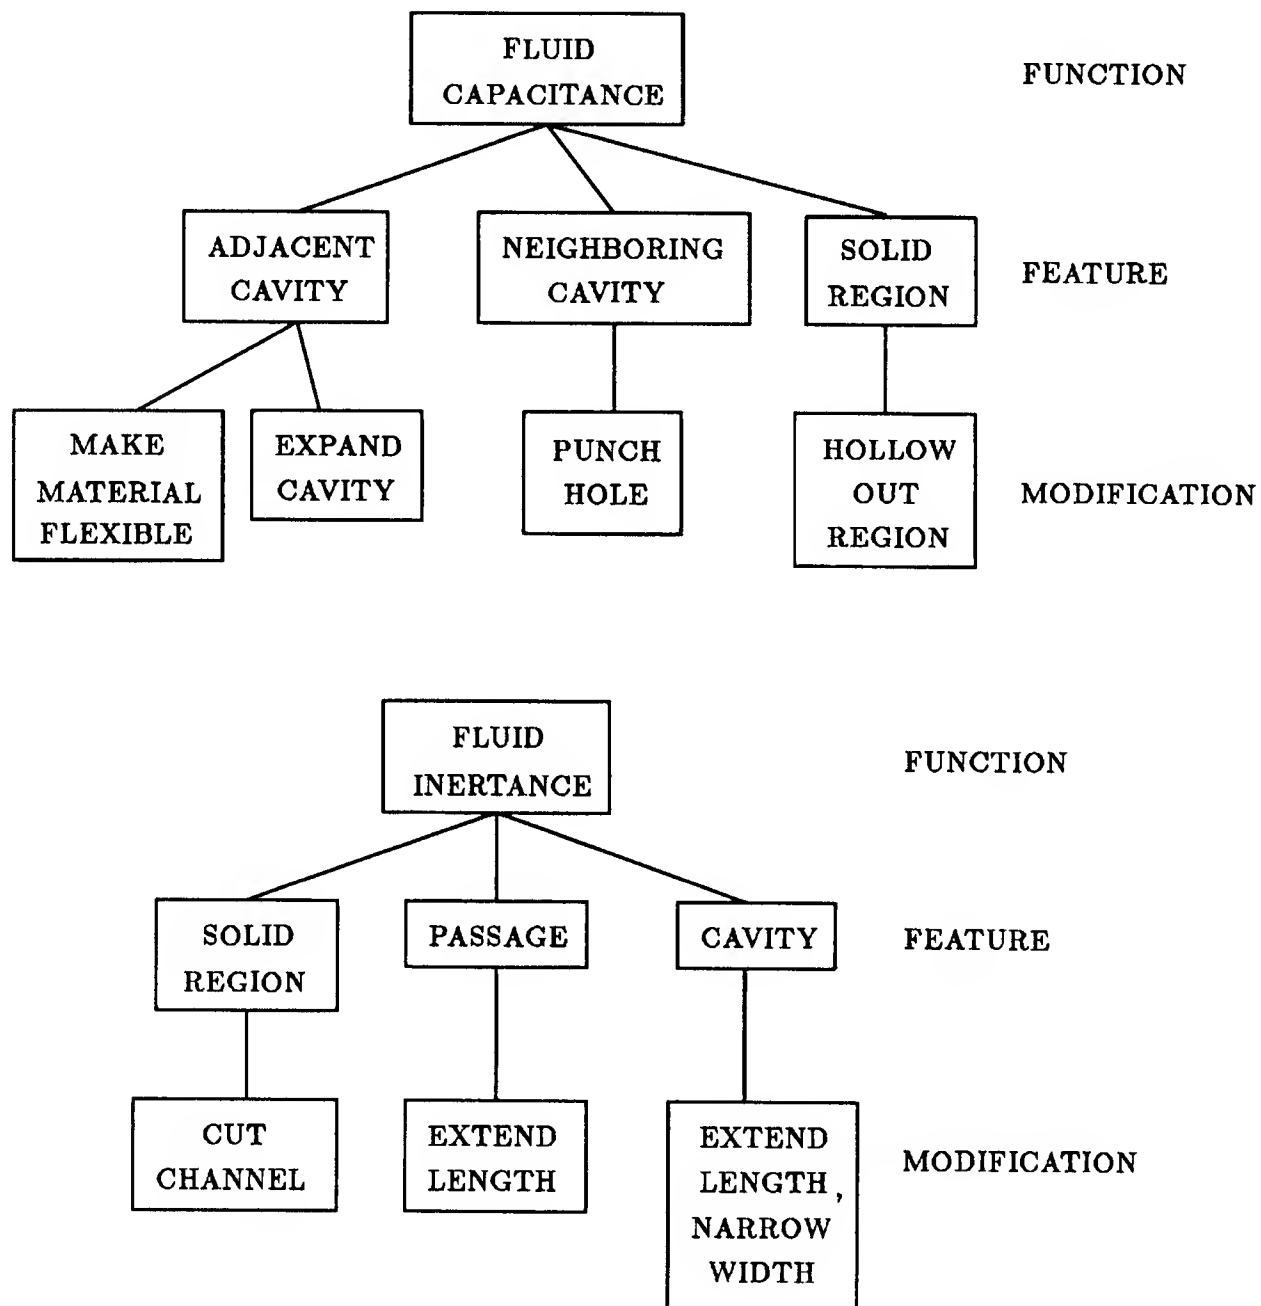 FLUID
CAPACITANCE
FUNCTION
ADJACENT
CAVITY
NEIGHBORING
CAVITY
SOLID
REGION
FEATURE
MAKE
MATERIAL
FLEXIBLE
EXPAND
CAVITY
PUNCH
HOLE
HOLLOW
OUT
REGION
MODIFICATION
FLUID
INERTANCE
FUNCTION
SOLID
REGION
PASSAGE
CAVITY
FEATURE
CUT
CHANNEL
EXTEND
LENGTH
EXTEND
LENGTH,
NARROW
WIDTH
MODIFICATION